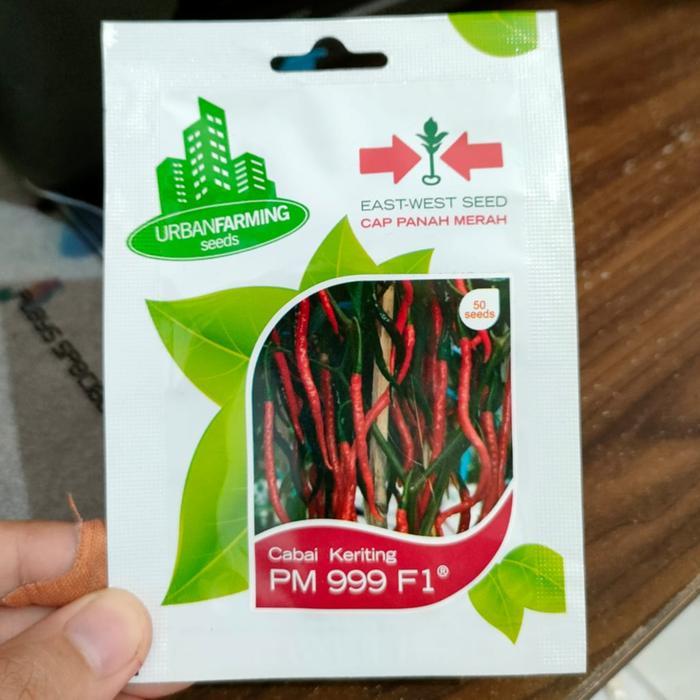 URBANFARMING
seeds
EAST-WEST SEED
CAP PANAH MERAH
50
seeds
Cabai Keriting
PM 999 F1®